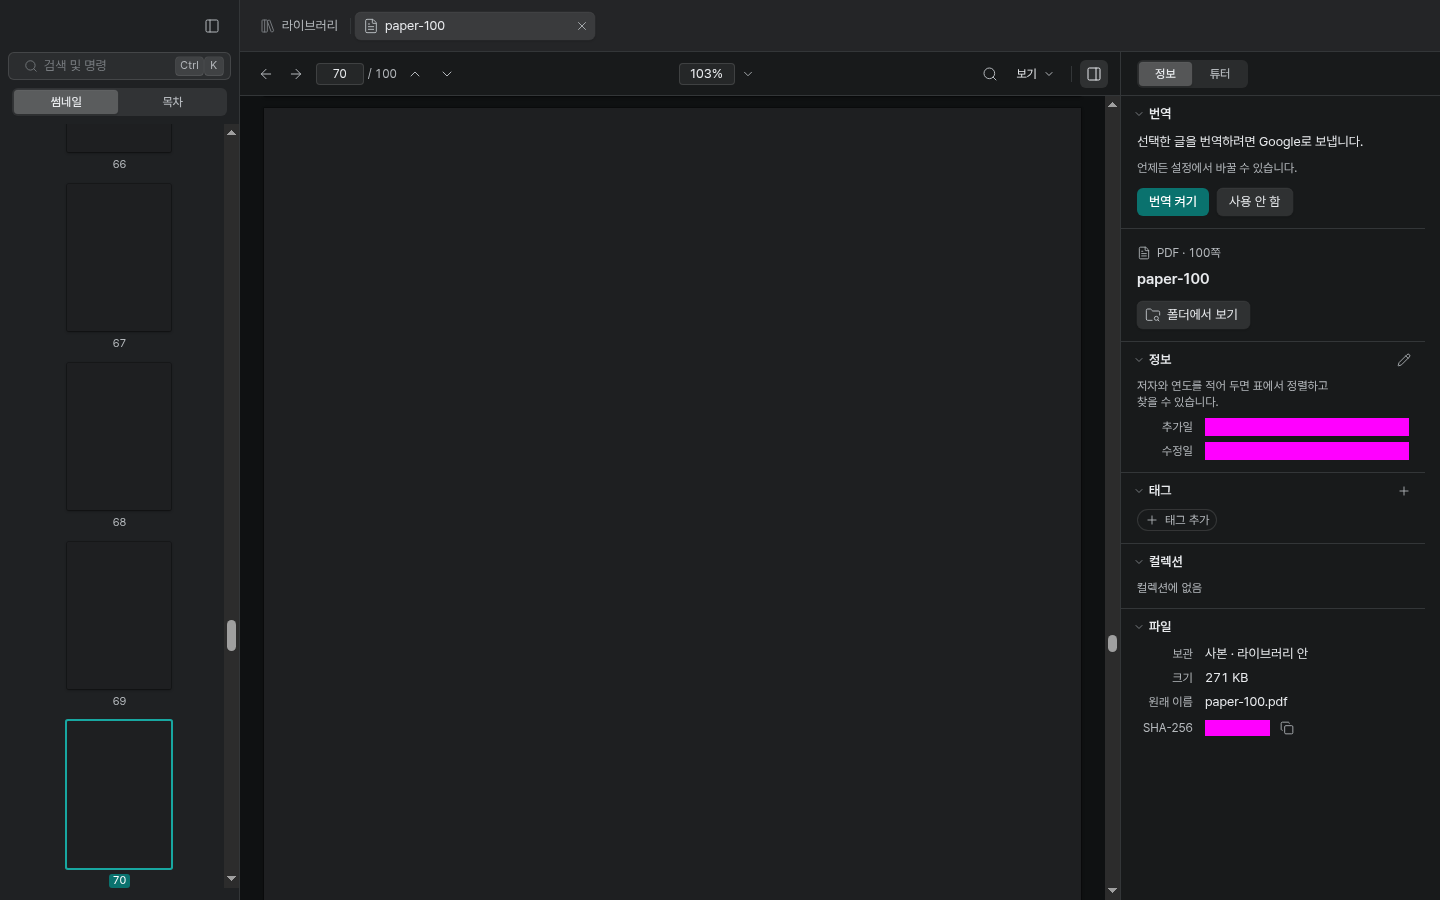 라이브러리
paper-100
검색 및 명령
Ctrl K
70 / 100
103%
보기
정보
튜터
썸네일
목차
66
67
68
69
70
번역
선택한 글을 번역하려면 Google로 보냅니다.
언제든 설정에서 바꿀 수 있습니다.
번역 켜기
사용 안 함
PDF · 100쪽
paper-100
폴더에서 보기
정보
저자와 연도를 적어 두면 표에서 정렬하고
찾을 수 있습니다.
추가일
수정일
태그
태그 추가
컬렉션
컬렉션에 없음
파일
보관 사본 · 라이브러리 안
크기 271 KB
원래 이름 paper-100.pdf
SHA-256